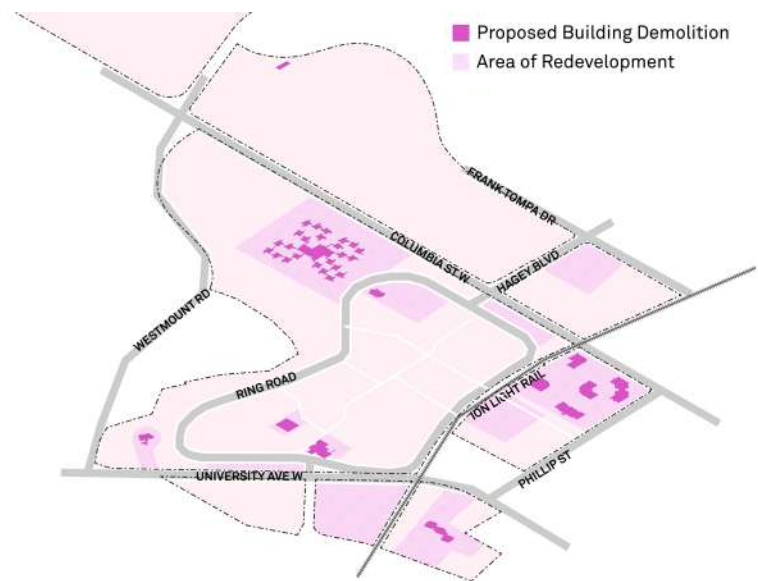 Proposed Building Demolition
Area of Redevelopment
FRANK TOMPA DR
COLUMBIA ST W
HAGEY BLVD
WESTMOUNT RD
RING ROAD
ION LIGHT RAIL
PHILLIP ST
UNIVERSITY AVE W